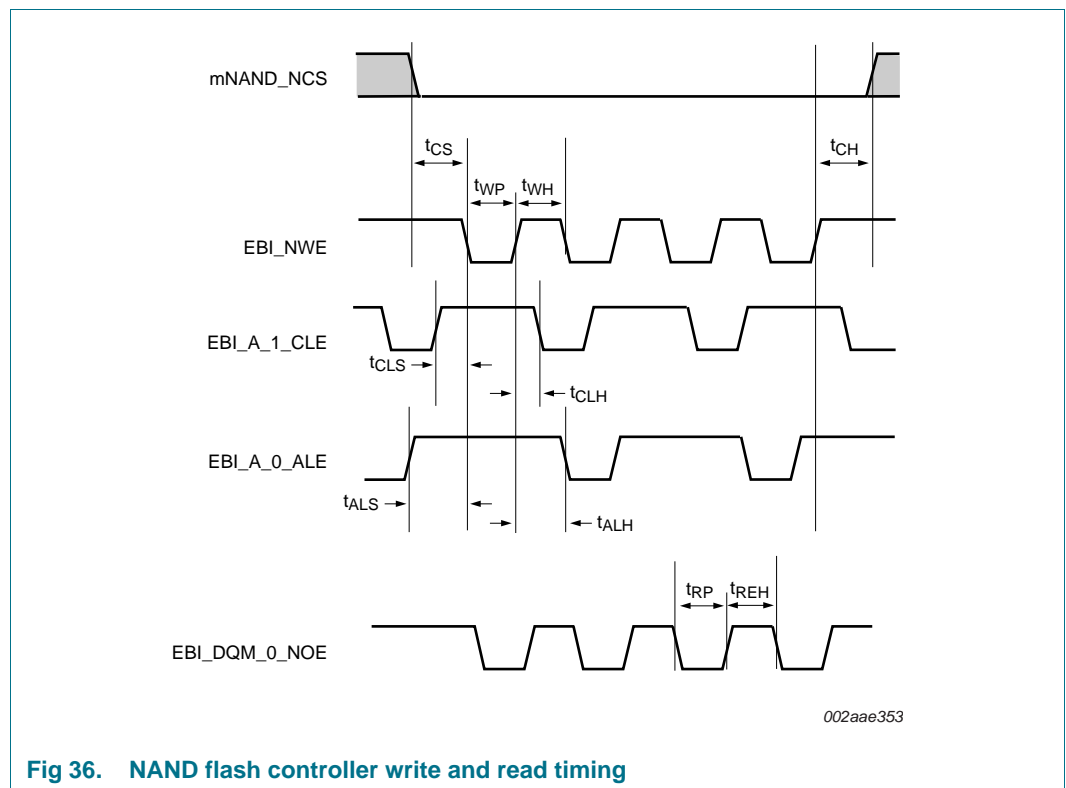 mNAND_NCS
tCS
tCH
tWP
tWH
EBI_NWE
EBI_A_1_CLE
tCLS
tCLH
EBI_A_0_ALE
tALS
tALH
tRP
tREH
EBI_DQM_0_NOE
002aae353
Fig 36. NAND flash controller write and read timing